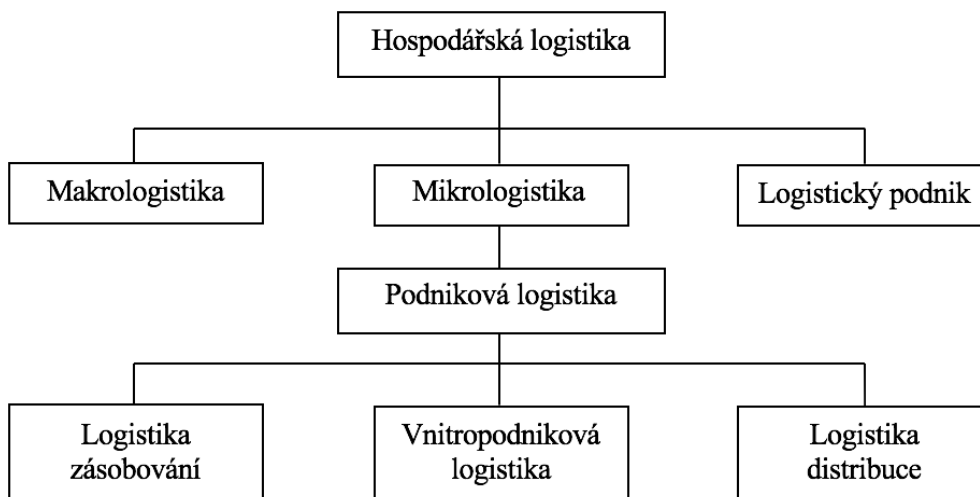 Hospodářská logistika
Makrologistika
Mikrologistika
Logistický podnik
Podniková logistika
Logistika
zásobování
Vnitropodniková
logistika
Logistika
distribuce